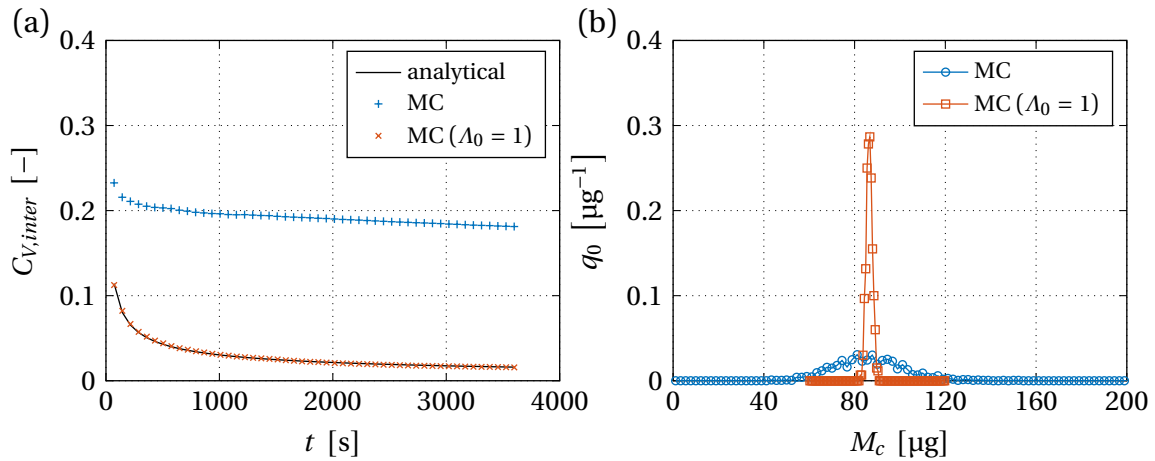 (a)
0.4
0.3
0.2
0.1
0
0 1000 2000 3000 4000
C_V,inter [−]
t [s]
analytical
MC
MC (Λ₀ = 1)
(b)
0.4
0.3
0.2
0.1
0
0 40 80 120 160 200
q₀ [µg⁻¹]
M_c [µg]
MC
MC (Λ₀ = 1)